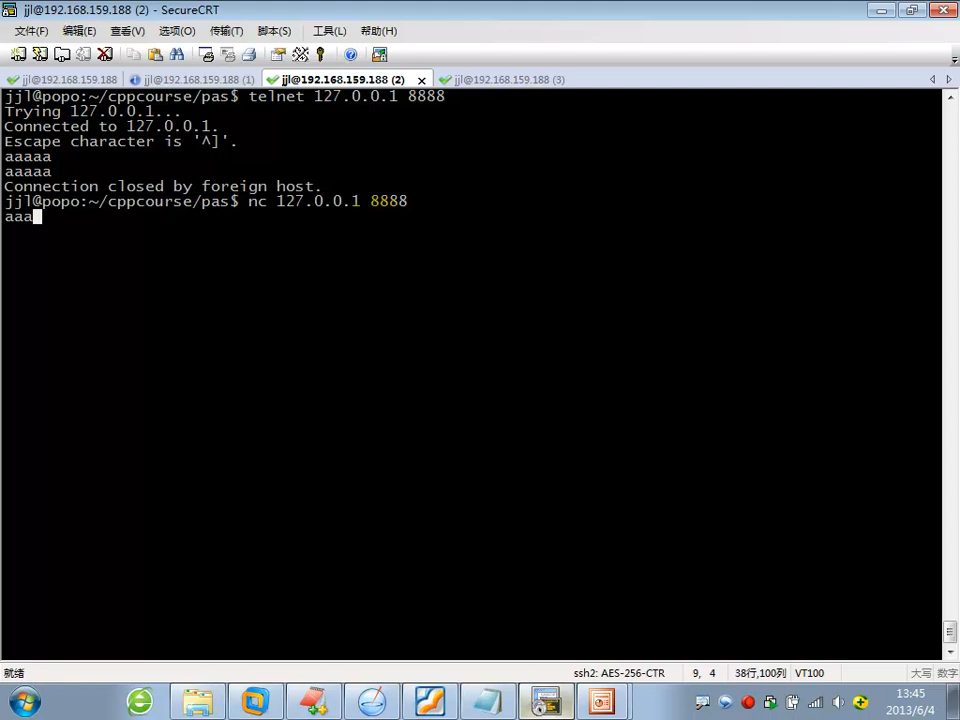 jjl@192.168.159.188 (2) - SecureCRT
文件(F) 编辑(E) 查看(V) 选项(O) 传输(T) 脚本(S) 工具(L) 帮助(H)
jjl@192.168.159.188 jjl@192.168.159.188 (1) jjl@192.168.159.188 (2) jjl@192.168.159.188 (3)
jjl@popo:~/cppcourse/pas$ telnet 127.0.0.1 8888
Trying 127.0.0.1...
Connected to 127.0.0.1.
Escape character is '^]'.
aaaaa
aaaaa
Connection closed by foreign host.
jjl@popo:~/cppcourse/pas$ nc 127.0.0.1 8888
aaa
就绪 ssh2: AES-256-CTR 9, 4 38行,100列 VT100 大写 数字
13:45
2013/6/4